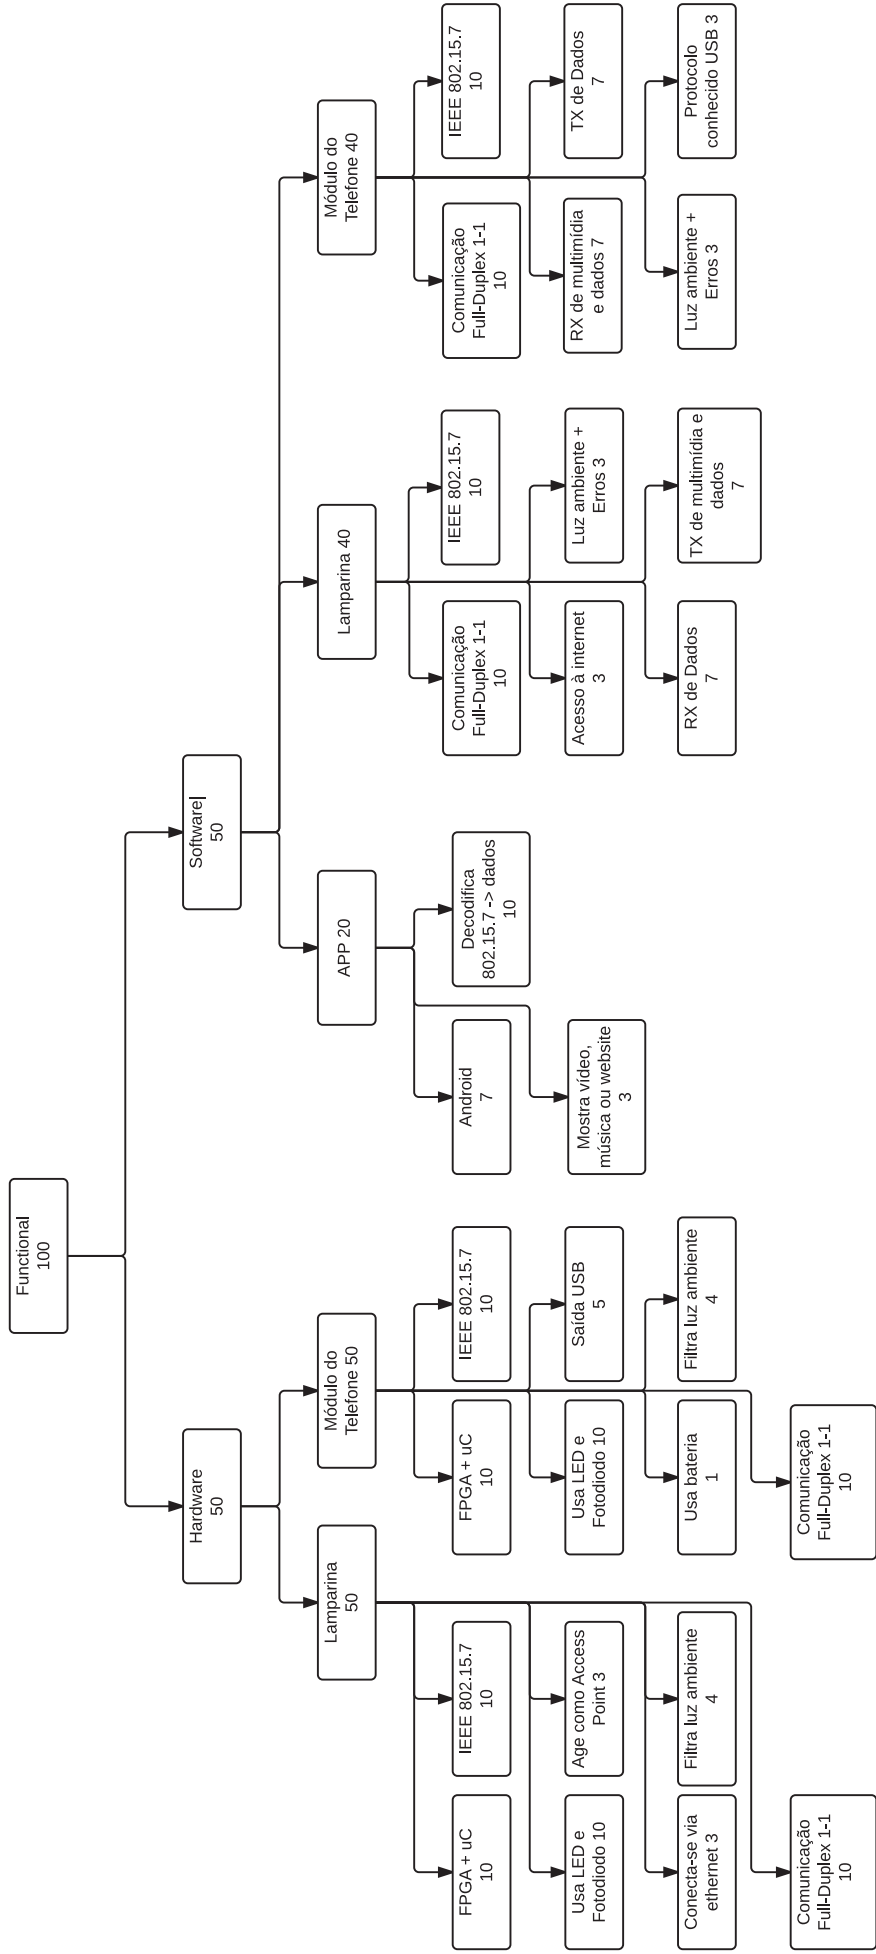 Functional
100
Hardware
50
Software
50
Lamparina
50
Módulo do
Telefone 50
APP 20
Lamparina 40
Módulo do
Telefone 40
FPGA + uC
10
IEEE 802.15.7
10
Usa LED e
Fotodiodo 10
Age como Access
Point 3
Conecta-se via
ethernet 3
Filtra luz ambiente
4
Comunicação
Full-Duplex 1-1
10
FPGA + uC
10
IEEE 802.15.7
10
Usa LED e
Fotodiodo 10
Saída USB
5
Usa bateria
1
Filtra luz ambiente
4
Comunicação
Full-Duplex 1-1
10
Android
7
Decodifica
802.15.7 -> dados
10
Mostra vídeo,
música ou website
3
Comunicação
Full-Duplex 1-1
10
IEEE 802.15.7
10
Acesso à internet
3
Luz ambiente +
Erros 3
RX de Dados
7
TX de multimídia e
dados
7
Comunicação
Full-Duplex 1-1
10
IEEE 802.15.7
10
RX de multimídia
e dados 7
TX de Dados
7
Luz ambiente +
Erros 3
Protocolo
conhecido USB 3